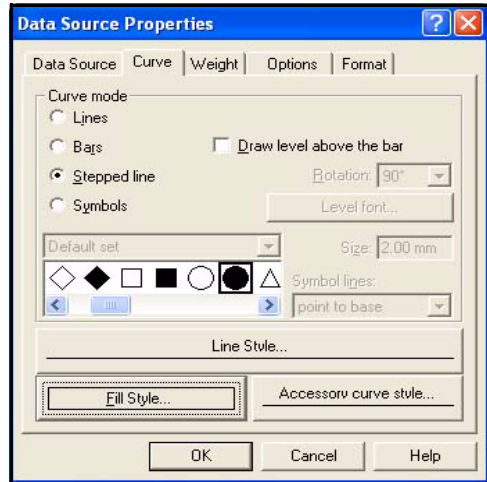 Data Source Properties
Data Source Curve Weight Options Format
Curve mode
Lines
Bars Draw level above the bar
Stepped line Rotation: 90°
Symbols Level font...
Default set Size: 2.00 mm
Symbol lines:
point to base
Line Style...
Fill Style... Accessory curve style...
OK Cancel Help